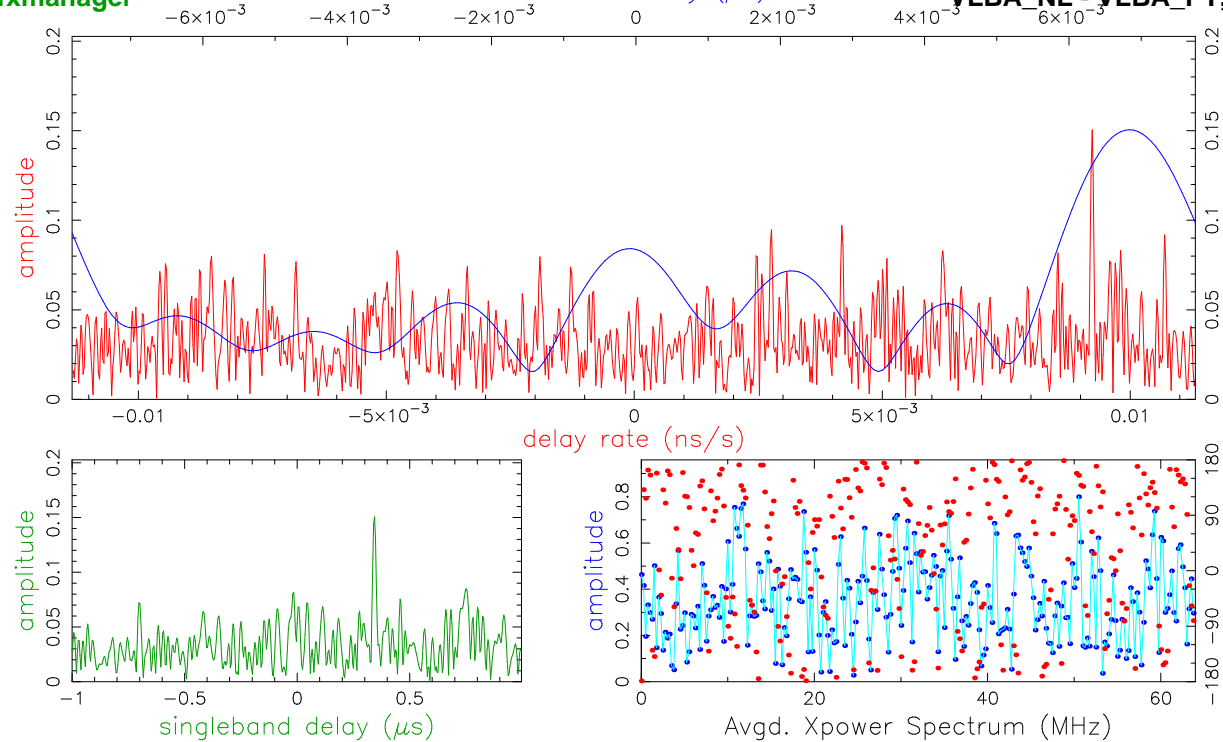 −6×10⁻³ −4×10⁻³ −2×10⁻³ 0 2×10⁻³ 4×10⁻³ 6×10⁻³
0.2 0.2
0.15 0.15
0.1 0.1
0.05 0.05
0 0
amplitude
−0.01 −5×10⁻³ 0 5×10⁻³ 0.01
delay rate (ns/s)
0.2
0.15
0.1
0.05
0
amplitude
−1 −0.5 0 0.5
singleband delay (μs)
0.8 180
0.6 90
0.4 0
0.2 −90
0 −180
amplitude
0 20 40 60
Avgd. Xpower Spectrum (MHz)